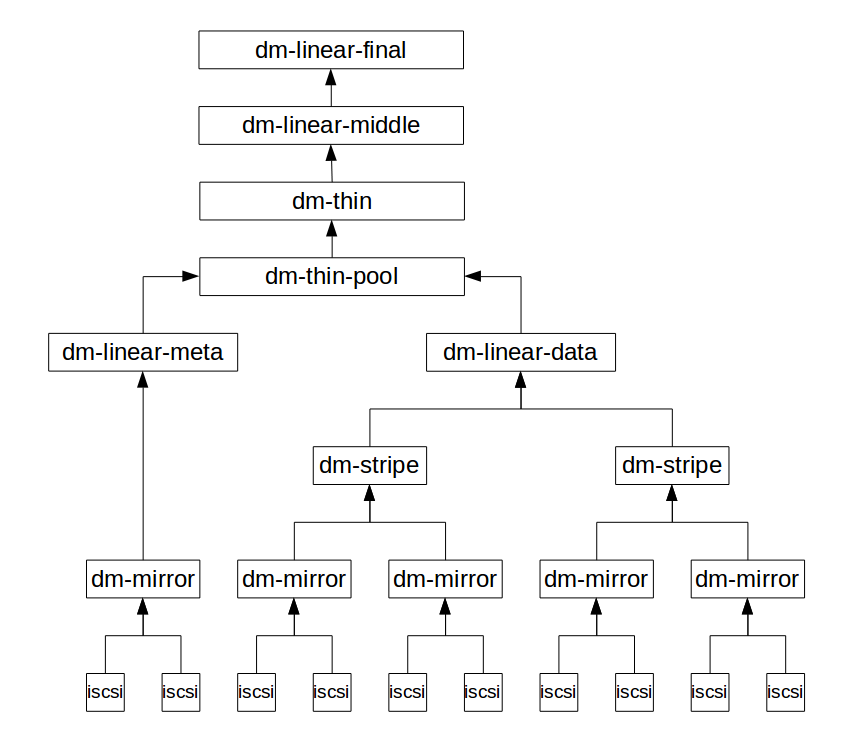 dm-linear-final
dm-linear-middle
dm-thin
dm-thin-pool
dm-linear-meta
dm-linear-data
dm-stripe
dm-stripe
dm-mirror
dm-mirror
dm-mirror
dm-mirror
dm-mirror
iscsi
iscsi
iscsi
iscsi
iscsi
iscsi
iscsi
iscsi
iscsi
iscsi